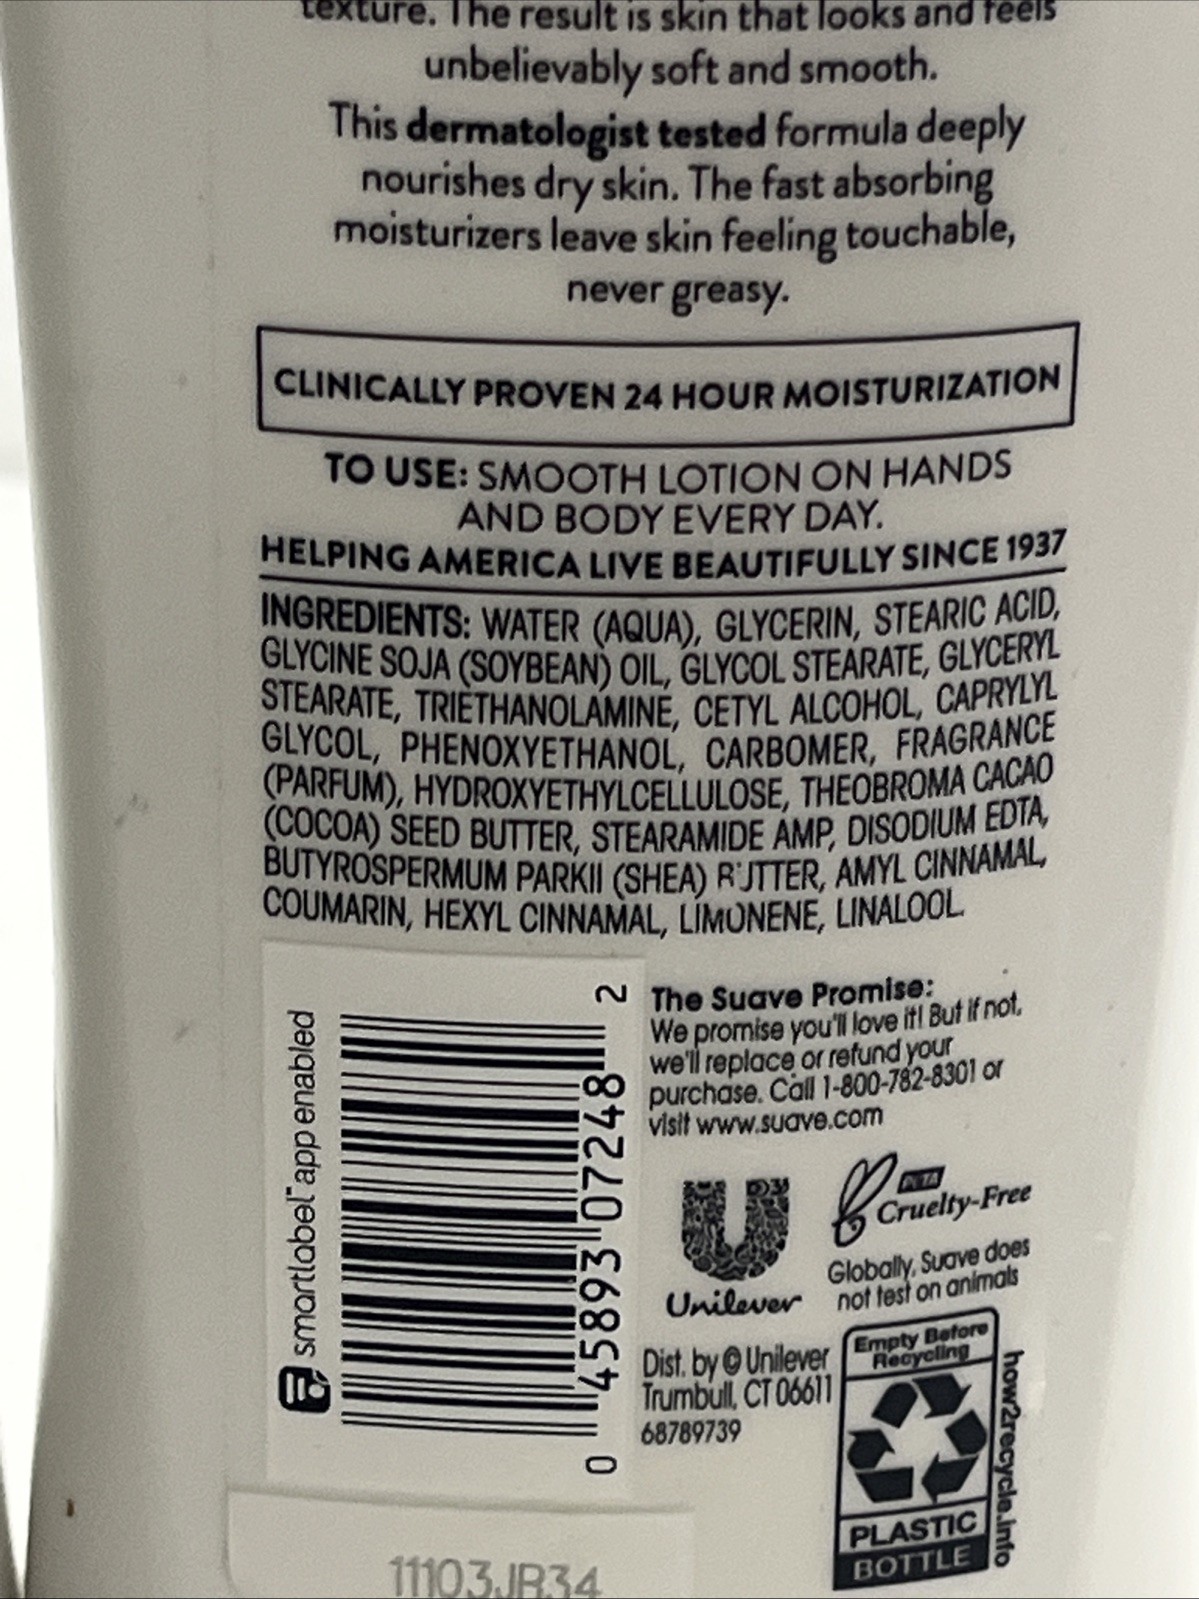 texture. The result is skin that looks and feels
unbelievably soft and smooth.
This dermatologist tested formula deeply
nourishes dry skin. The fast absorbing
moisturizers leave skin feeling touchable,
never greasy.
CLINICALLY PROVEN 24 HOUR MOISTURIZATION
TO USE: SMOOTH LOTION ON HANDS
AND BODY EVERY DAY.
HELPING AMERICA LIVE BEAUTIFULLY SINCE 1937
INGREDIENTS: WATER (AQUA), GLYCERIN, STEARIC ACID,
GLYCINE SOJA (SOYBEAN) OIL, GLYCOL STEARATE, GLYCERYL
STEARATE, TRIETHANOLAMINE, CETYL ALCOHOL, CAPRYLYL
GLYCOL, PHENOXYETHANOL, CARBOMER, FRAGRANCE
(PARFUM), HYDROXYETHYLCELLULOSE, THEOBROMA CACAO
(COCOA) SEED BUTTER, STEARAMIDE AMP, DISODIUM EDTA,
BUTYROSPERMUM PARKII (SHEA) BUTTER, AMYL CINNAMAL,
COUMARIN, HEXYL CINNAMAL, LIMONENE, LINALOOL.
smartlabel™ app enabled
0 45893 07248 2
The Suave Promise:
We promise you'll love it! But if not,
we'll replace or refund your
purchase. Call 1-800-782-8301 or
visit www.suave.com
Unilever
PETA
Cruelty-Free
Globally, Suave does
not test on animals
Dist. by © Unilever
Trumbull, CT 06611
68789739
Empty Before
Recycling
PLASTIC
BOTTLE
how2recycle.info
11103JR34